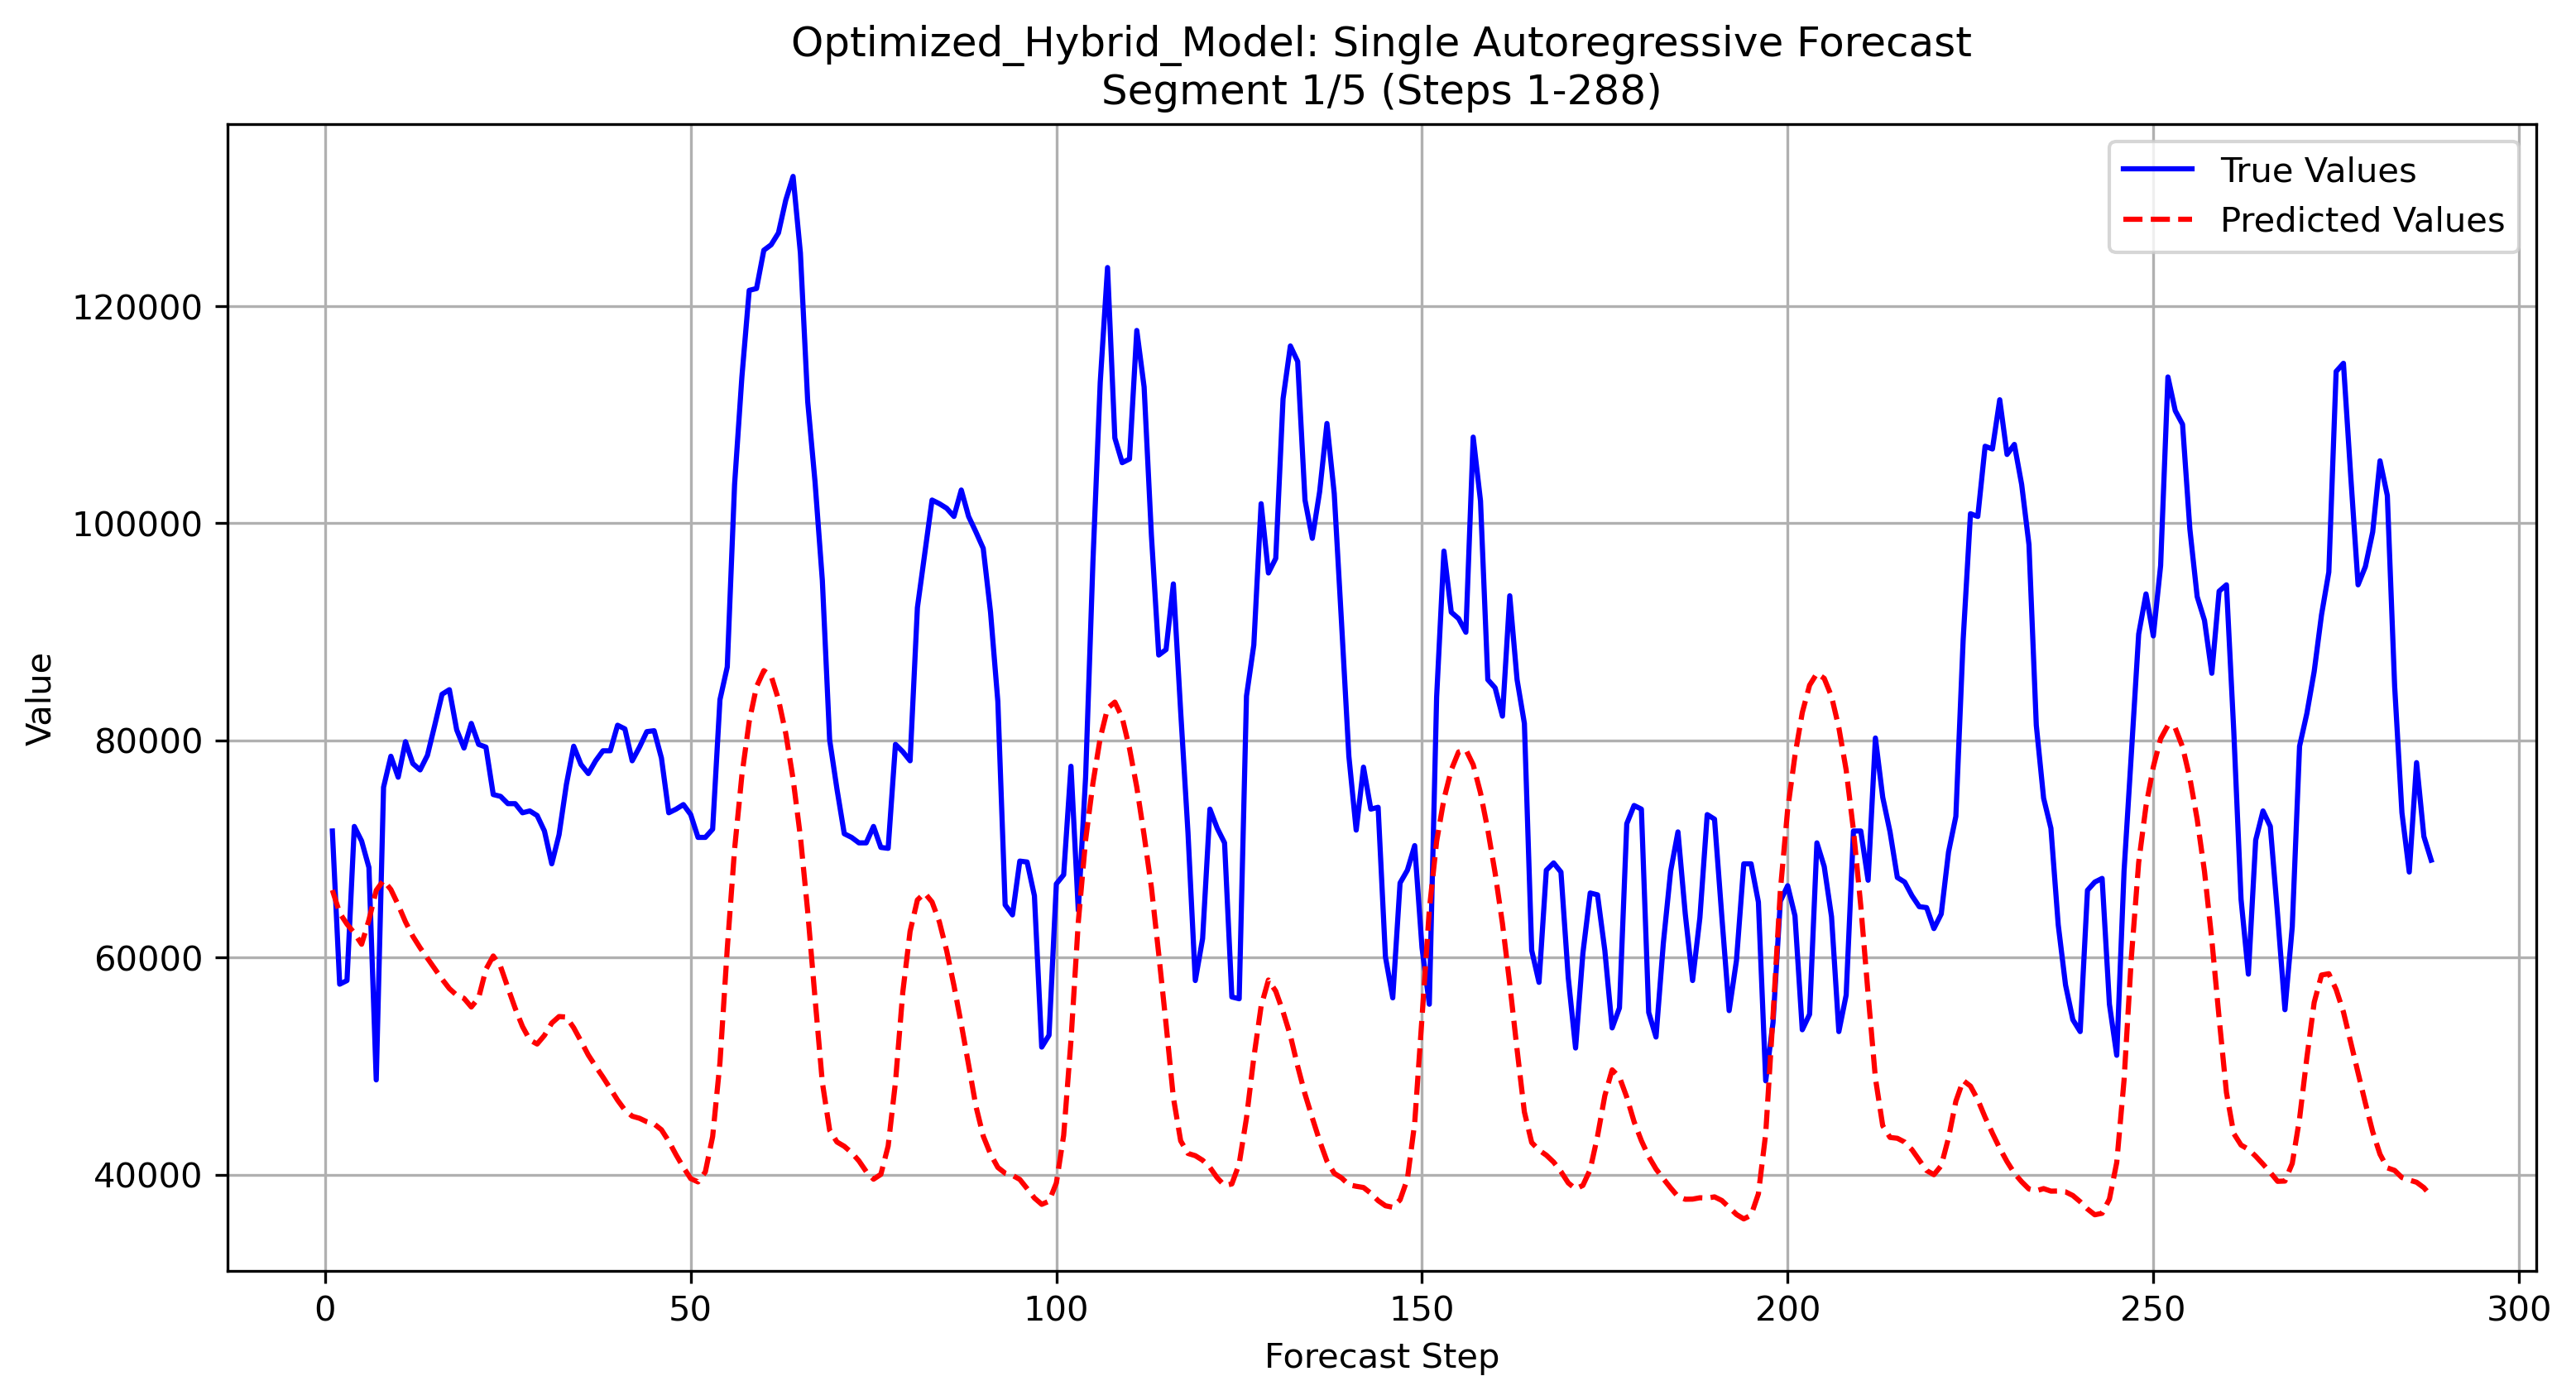 Optimized_Hybrid_Model: Single Autoregressive Forecast
Segment 1/5 (Steps 1-288)
True Values
Predicted Values
120000
100000
80000
60000
40000
Value
0 50 100 150 200 250 300
Forecast Step